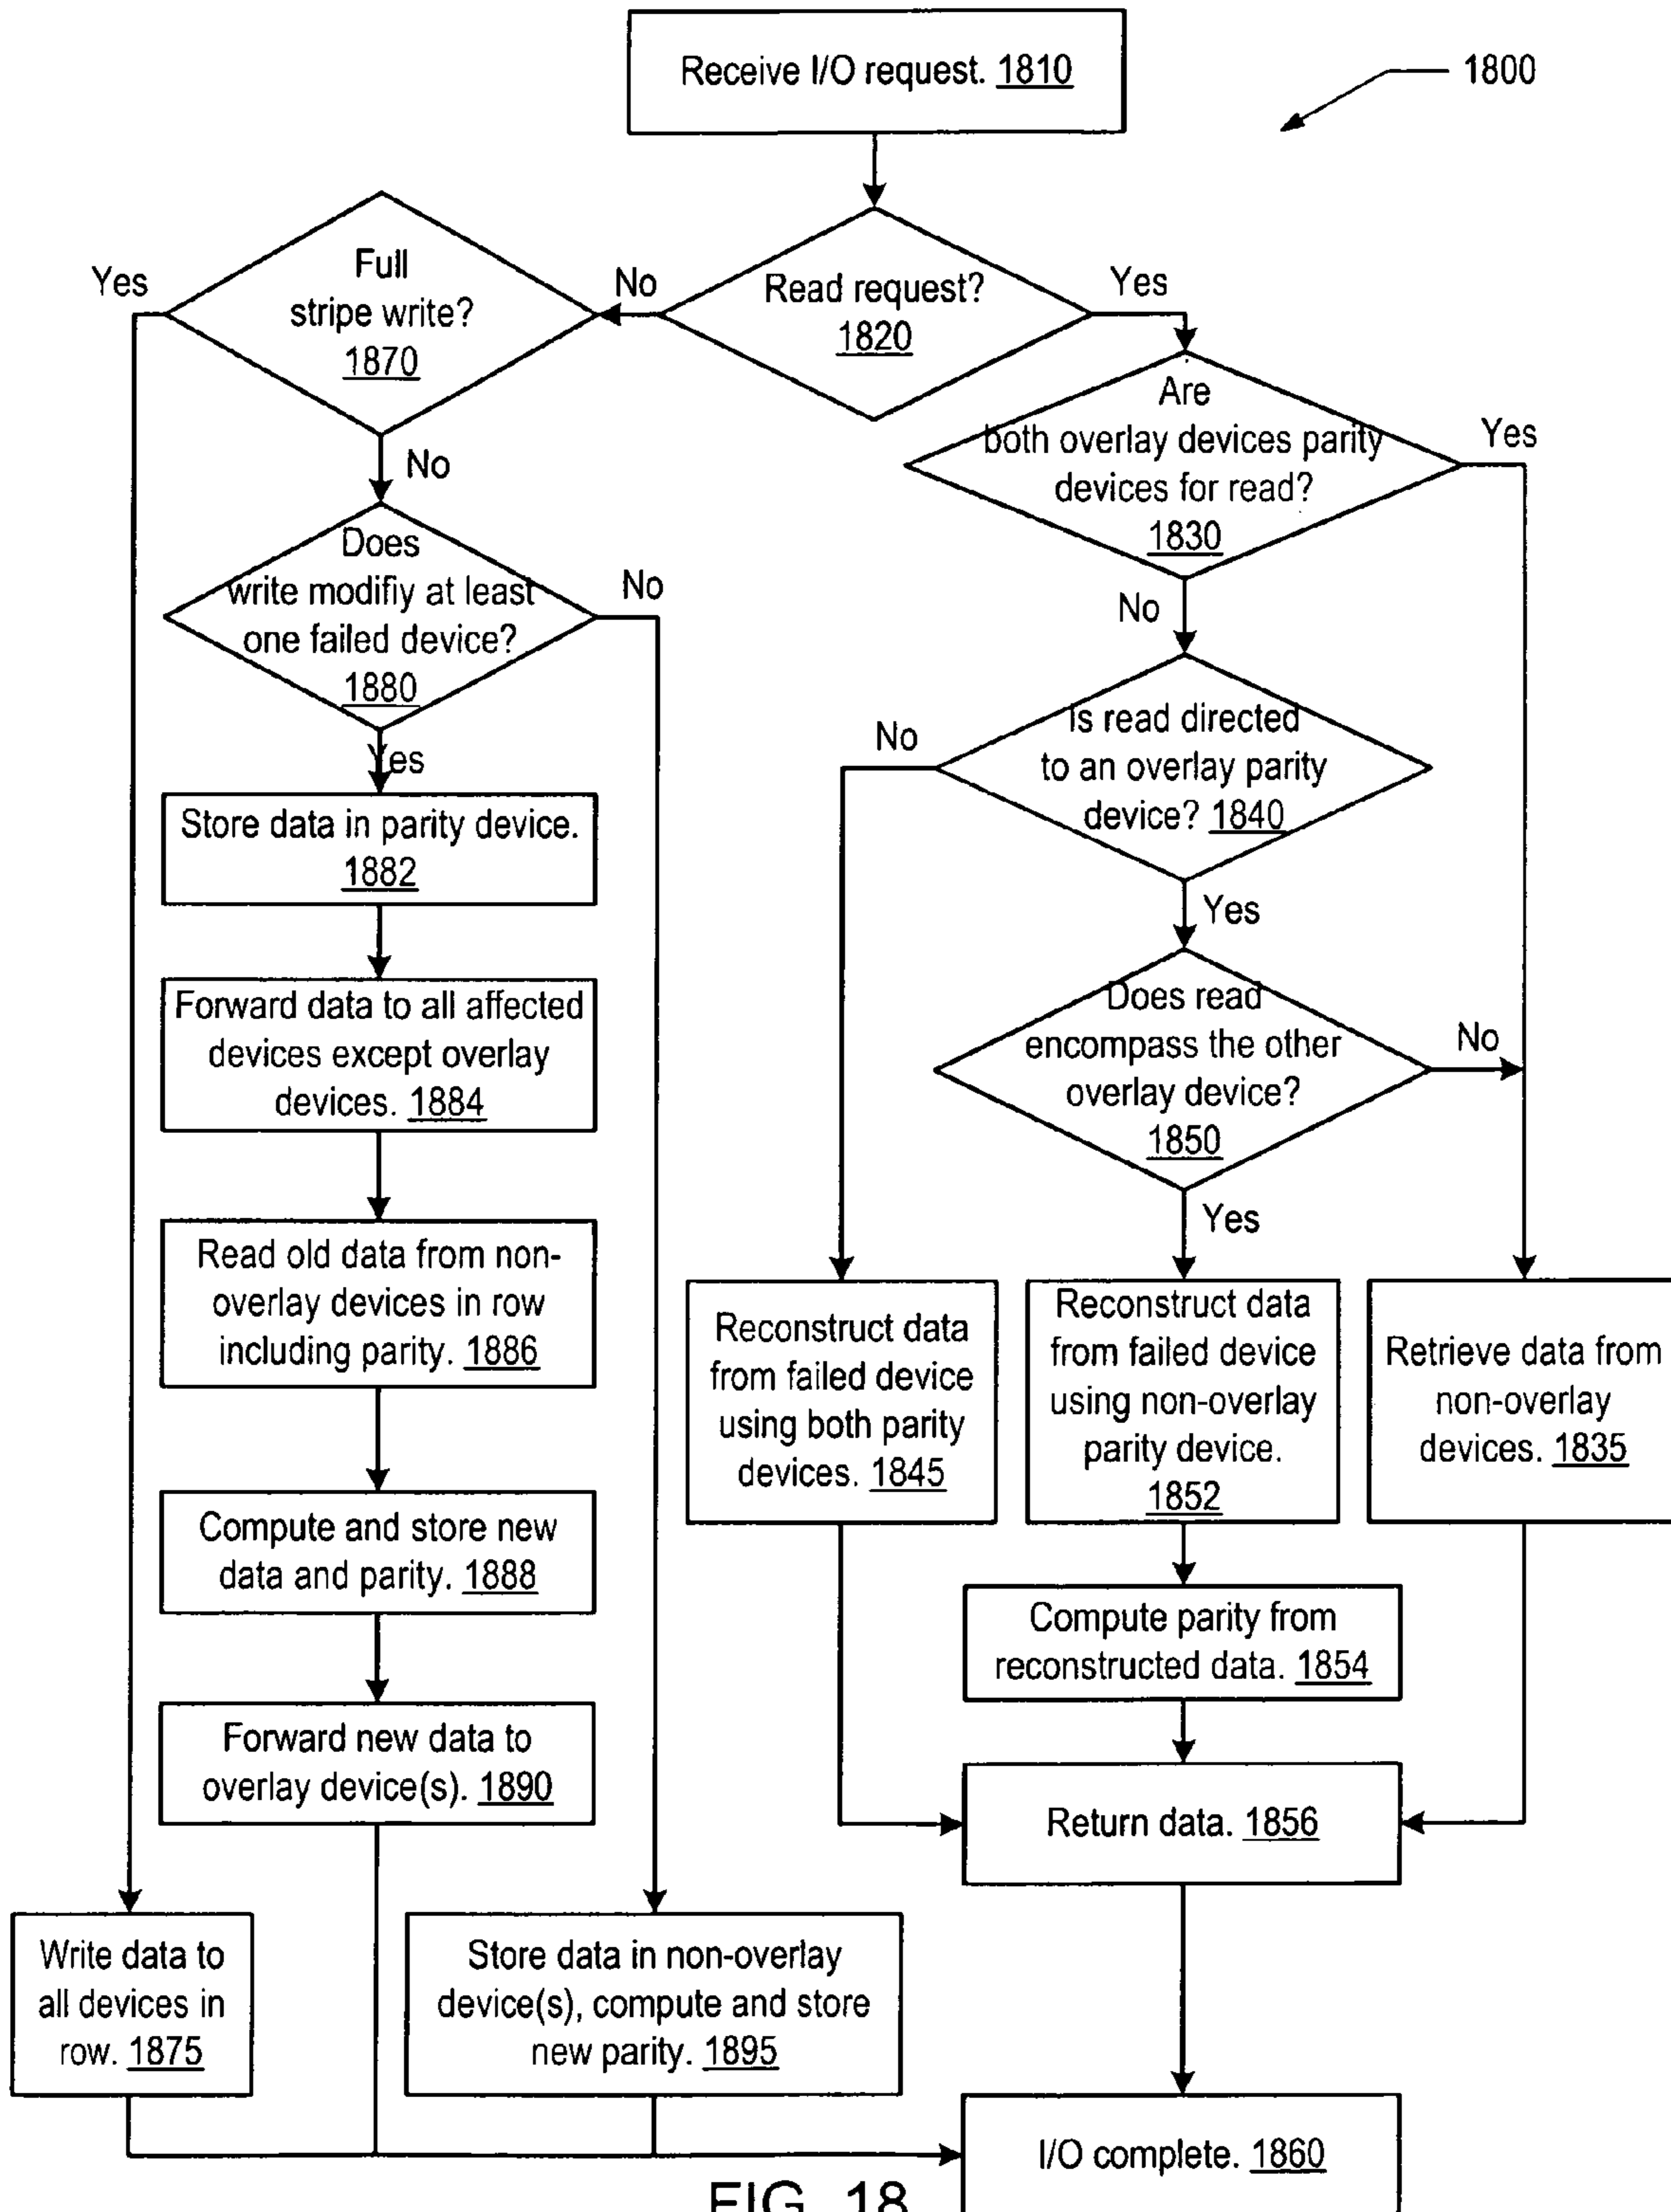 Receive I/O request. 1810
1800
Read request?
1820
No
Yes
Full
stripe write?
1870
Yes
No
Are
both overlay devices parity
devices for read?
1830
Yes
No
Does
write modifiy at least
one failed device?
1880
No
Yes
Is read directed
to an overlay parity
device? 1840
No
Yes
Store data in parity device.
1882
Forward data to all affected
devices except overlay
devices. 1884
Does read
encompass the other
overlay device?
1850
No
Yes
Read old data from non-
overlay devices in row
including parity. 1886
Reconstruct data
from failed device
using both parity
devices. 1845
Reconstruct data
from failed device
using non-overlay
parity device.
1852
Retrieve data from
non-overlay
devices. 1835
Compute and store new
data and parity. 1888
Compute parity from
reconstructed data. 1854
Forward new data to
overlay device(s). 1890
Return data. 1856
Write data to
all devices in
row. 1875
Store data in non-overlay
device(s), compute and store
new parity. 1895
I/O complete. 1860
FIG. 18